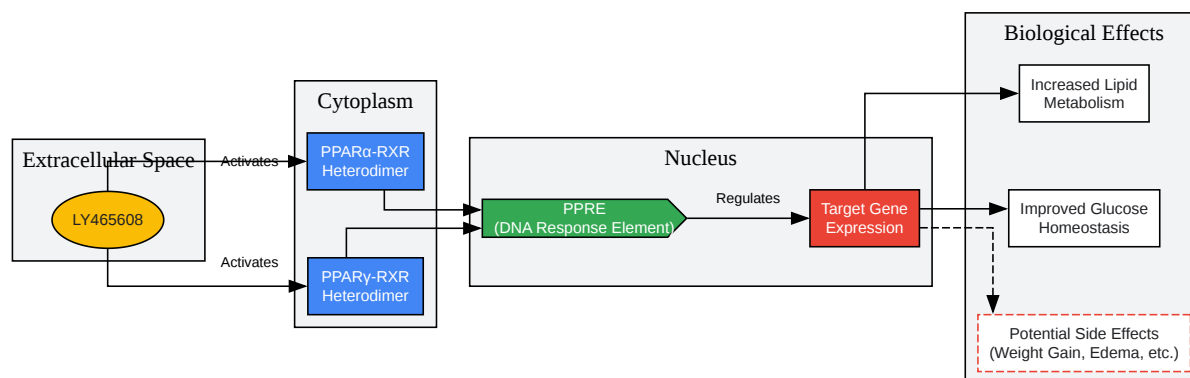 Extracellular Space
LY465608
Activates
Activates
Cytoplasm
PPARα-RXR
Heterodimer
PPARγ-RXR
Heterodimer
Nucleus
PPRE
(DNA Response Element)
Regulates
Target Gene
Expression
Biological Effects
Increased Lipid
Metabolism
Improved Glucose
Homeostasis
Potential Side Effects
(Weight Gain, Edema, etc.)